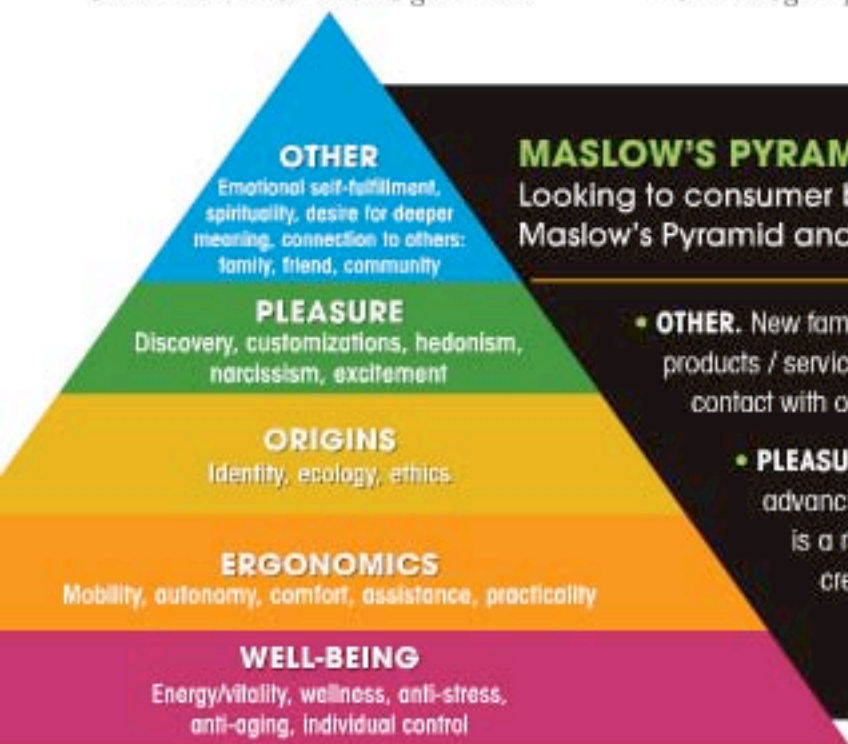 OTHER
Emotional self-fulfillment,
spirituality, desire for deeper
meaning, connection to others:
family, friend, community
PLEASURE
Discovery, customizations, hedonism,
narcissism, excitement
ORIGINS
Identity, ecology, ethics
ERGONOMICS
Mobility, autonomy, comfort, assistance, practicality
WELL-BEING
Energy/vitality, wellness, anti-stress,
anti-aging, individual control
MASLOW'S PYRAM
Looking to consumer b
Maslow's Pyramid and
• OTHER. New fam
products / servic
contact with o
• PLEASU
advanc
is a
cre